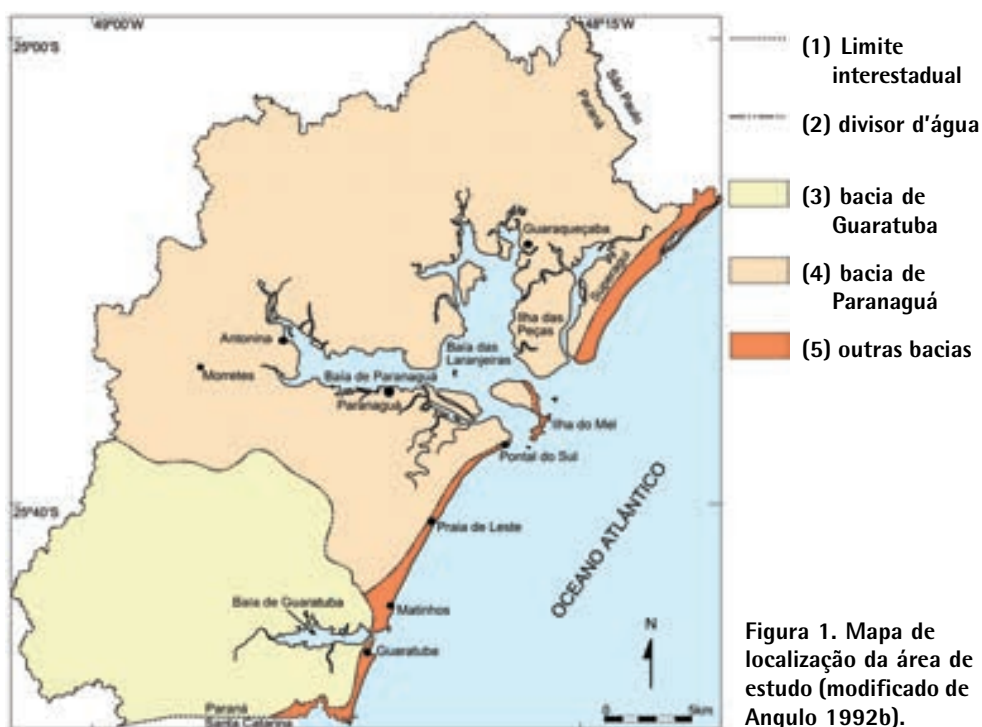 49°00'W
48°15'W
25°00'S
São Paulo
Paraná
Guaraqueçaba
Superagui
Ilha das
Peças
Antonina
Baía das
Laranjeiras
Morretes
Baía de Paranaguá
Paranaguá
Ilha do Mel
Pontal do Sul
25º40'S
Praia de Leste
OCEANO ATLÂNTICO
Baía de Guaratuba
Matinhos
Guaratuba
N
Paraná
Santa Catarina
0 5km
(1) Limite
interestadual
(2) divisor d'água
(3) bacia de
Guaratuba
(4) bacia de
Paranaguá
(5) outras bacias
Figura 1. Mapa de
localização da área de
estudo (modificado de
Angulo 1992b).